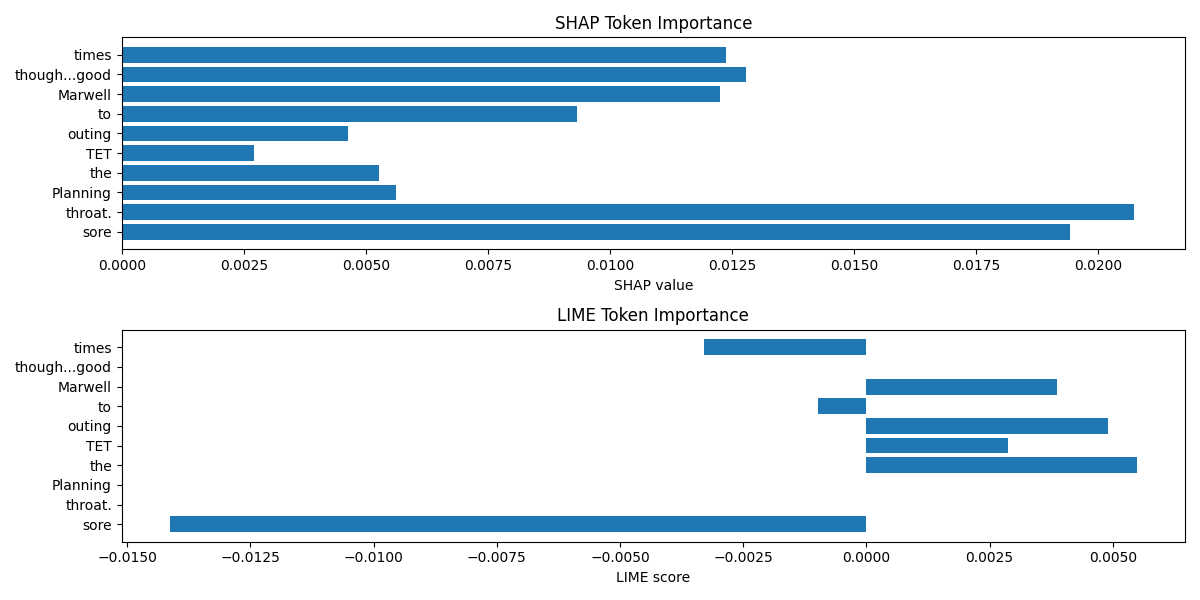 SHAP Token Importance
times
though...good
Marwell
to
outing
TET
the
Planning
throat.
sore
0.0000 0.0025 0.0050 0.0075 0.0100 0.0125 0.0150 0.0175 0.0200
SHAP value
LIME Token Importance
times
though...good
Marwell
to
outing
TET
the
Planning
throat.
sore
−0.0150 −0.0125 −0.0100 −0.0075 −0.0050 −0.0025 0.0000 0.0025 0.0050
LIME score